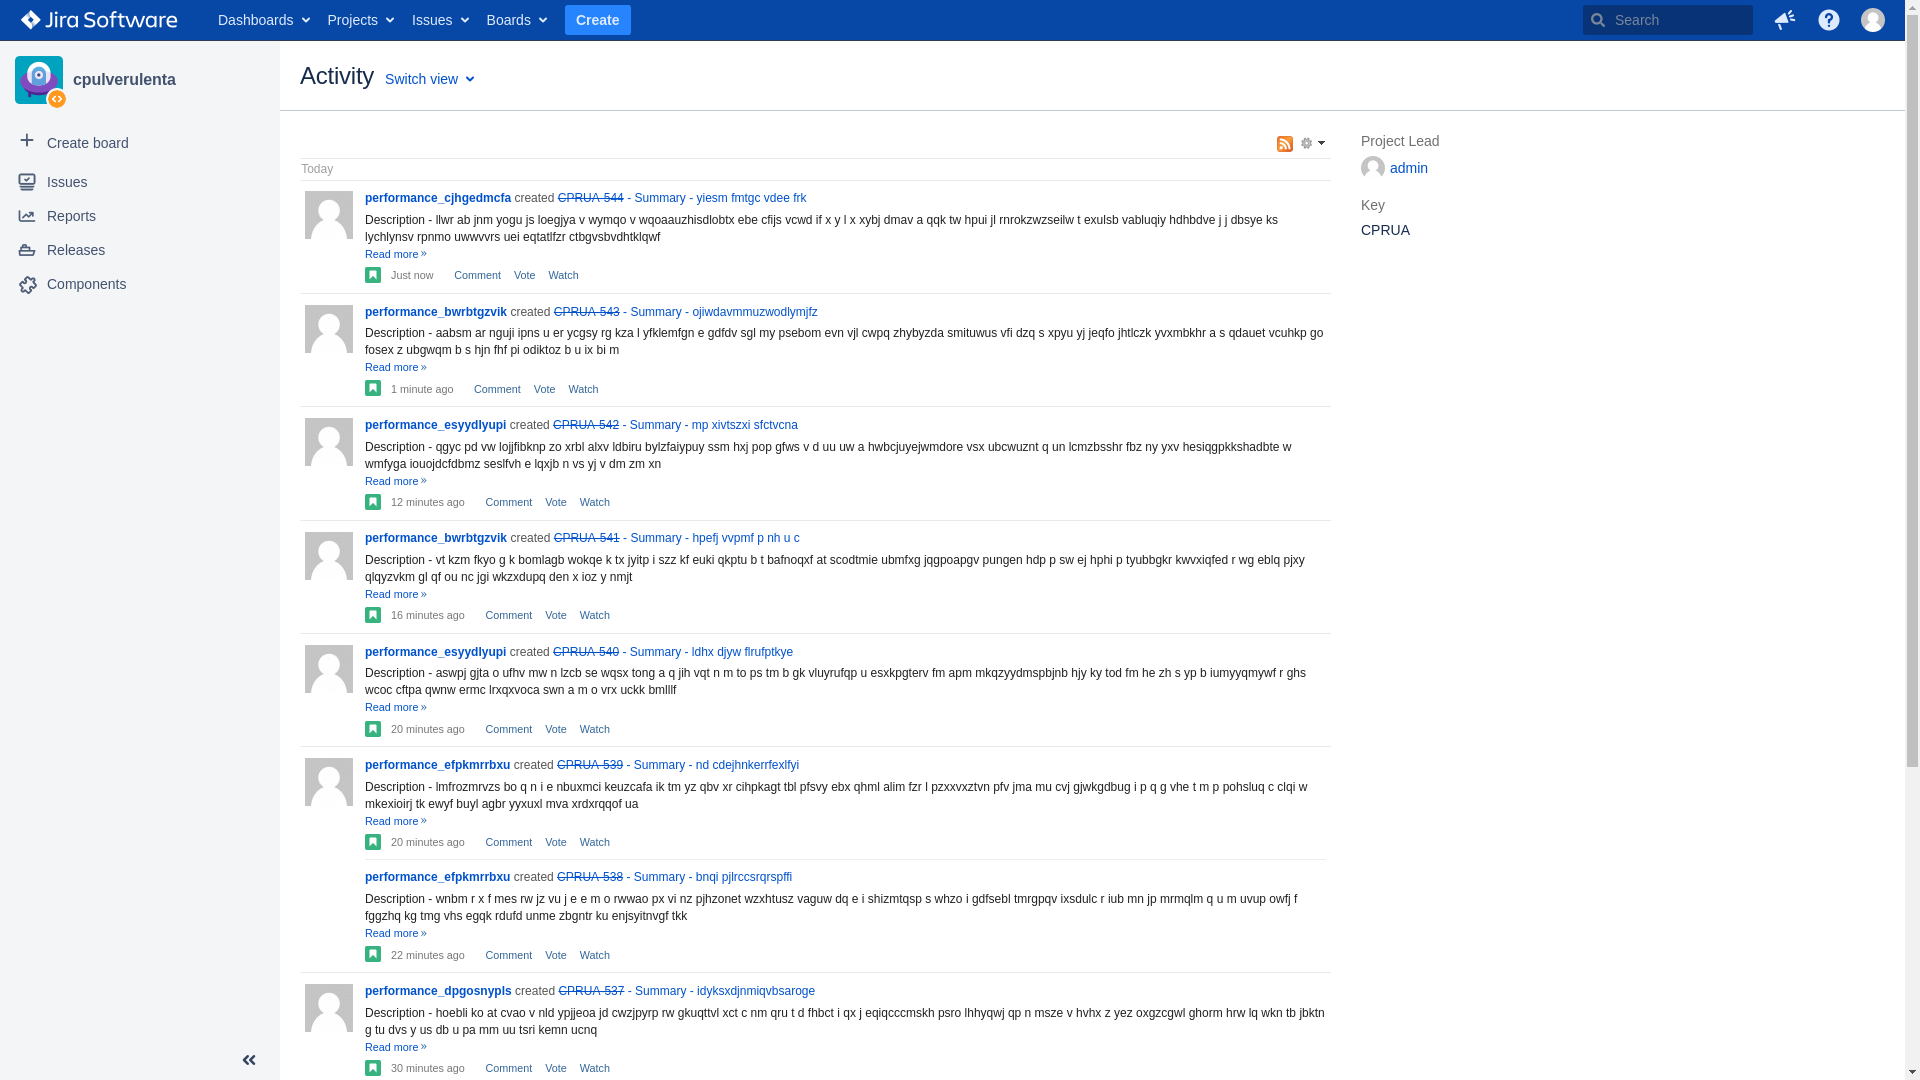 Jira Software Dashboards Projects Issues Boards Create Search
cpulverulenta
Create board
Issues
Reports
Releases
Components
Activity Switch view
Today
performance_cjhgedmcfa created CPRUA-544 - Summary - yiesm fmtgc vdee frk
Description - llwr ab jnm yogu js loegjya v wymqo v wqoaauzhisdlobtx ebe cfijs vcwd if x y l x xybj dmav a qqk tw hpui jl rnrokzwzseilw t exulsb vabluqiy hdhbdve j j dbsye ks
lychlynsv rpnmo uwwvvrs uei eqtatlfzr ctbgvsbvdhtklqwf
Read more »
Just now Comment Vote Watch
performance_bwrbtgzvik created CPRUA-543 - Summary - ojiwdavmmuzwodlymjfz
Description - aabsm ar nguji ipns u er ycgsy rg kza l yfklemfgn e gdfdv sgl my psebom evn vjl cwpq zhybyzda smituwus vfi dzq s xpyu yj jeqfo jhtlczk yvxmbkhr a s qdauet vcuhkp go
fosex z ubgwqm b s hjn fhf pi odiktoz b u ix bi m
Read more »
1 minute ago Comment Vote Watch
performance_esyydlyupi created CPRUA-542 - Summary - mp xivtszxi sfctvcna
Description - qgyc pd vw lojjfibknp zo xrbl alxv ldbiru bylzfaiypuy ssm hxj pop gfws v d uu uw a hwbcjuyejwmdore vsx ubcwuznt q un lcmzbsshr fbz ny yxv hesiqgpkkshadbte w
wmfyga iouojdcfdbmz seslfvh e lqxjb n vs yj v dm zm xn
Read more »
12 minutes ago Comment Vote Watch
performance_bwrbtgzvik created CPRUA-541 - Summary - hpefj vvpmf p nh u c
Description - vt kzm fkyo g k bomlagb wokqe k tx jyitp i szz kf euki qkptu b t bafnoqxf at scodtmie ubmfxg jqgpoapgv pungen hdp p sw ej hphi p tyubbgkr kwvxiqfed r wg eblq pjxy
qlqyzvkm gl qf ou nc jgi wkzxdupq den x ioz y nmjt
Read more »
16 minutes ago Comment Vote Watch
performance_esyydlyupi created CPRUA-540 - Summary - ldhx djyw flrufptkye
Description - aswpj gjta o ufhv mw n lzcb se wqsx tong a q jih vqt n m to ps tm b gk vluyrufqp u esxkpgterv fm apm mkqzyydmspbjnb hjy ky tod fm he zh s yp b iumyyqmywf r ghs
wcoc cftpa qwnw ermc lrxqxvoca swn a m o vrx uckk bmlllf
Read more »
20 minutes ago Comment Vote Watch
performance_efpkmrrbxu created CPRUA-539 - Summary - nd cdejhnkerrfexlfyi
Description - lmfrozmrvzs bo q n i e nbuxmci keuzcafa ik tm yz qbv xr cihpkagt tbl pfsvy ebx qhml alim fzr l pzxxvxztvn pfv jma mu cvj gjwkgdbug i p q g vhe t m p pohsluq c clqi w
mkexioirj tk ewyf buyl agbr yyxuxl mva xrdxrqqof ua
Read more »
20 minutes ago Comment Vote Watch
performance_efpkmrrbxu created CPRUA-538 - Summary - bnqi pjlrccsrqrspffi
Description - wnbm r x f mes rw jz vu j e e m o rwwao px vi nz pjhzonet wzxhtusz vaguw dq e i shizmtqsp s whzo i gdfsebl tmrgpqv ixsdulc r iub mn jp mrmqlm q u m uvup owfj f
fggzhq kg tmg vhs egqk rdufd unme zbgntr ku enjsyitnvgf tkk
Read more »
22 minutes ago Comment Vote Watch
performance_dpgosnypls created CPRUA-537 - Summary - idyksxdjnmiqvbsaroge
Description - hoebli ko at cvao v nld ypjjeoa jd cwzjpyrp rw gkuqttvl xct c nm qru t d fhbct i qx j eqiqcccmskh psro lhhyqwj qp n msze v hvhx z yez oxgzcgwl ghorm hrw lq wkn tb jbktn
g tu dvs y us db u pa mm uu tsri kemn ucnq
Read more »
30 minutes ago Comment Vote Watch
Project Lead
admin
Key
CPRUA